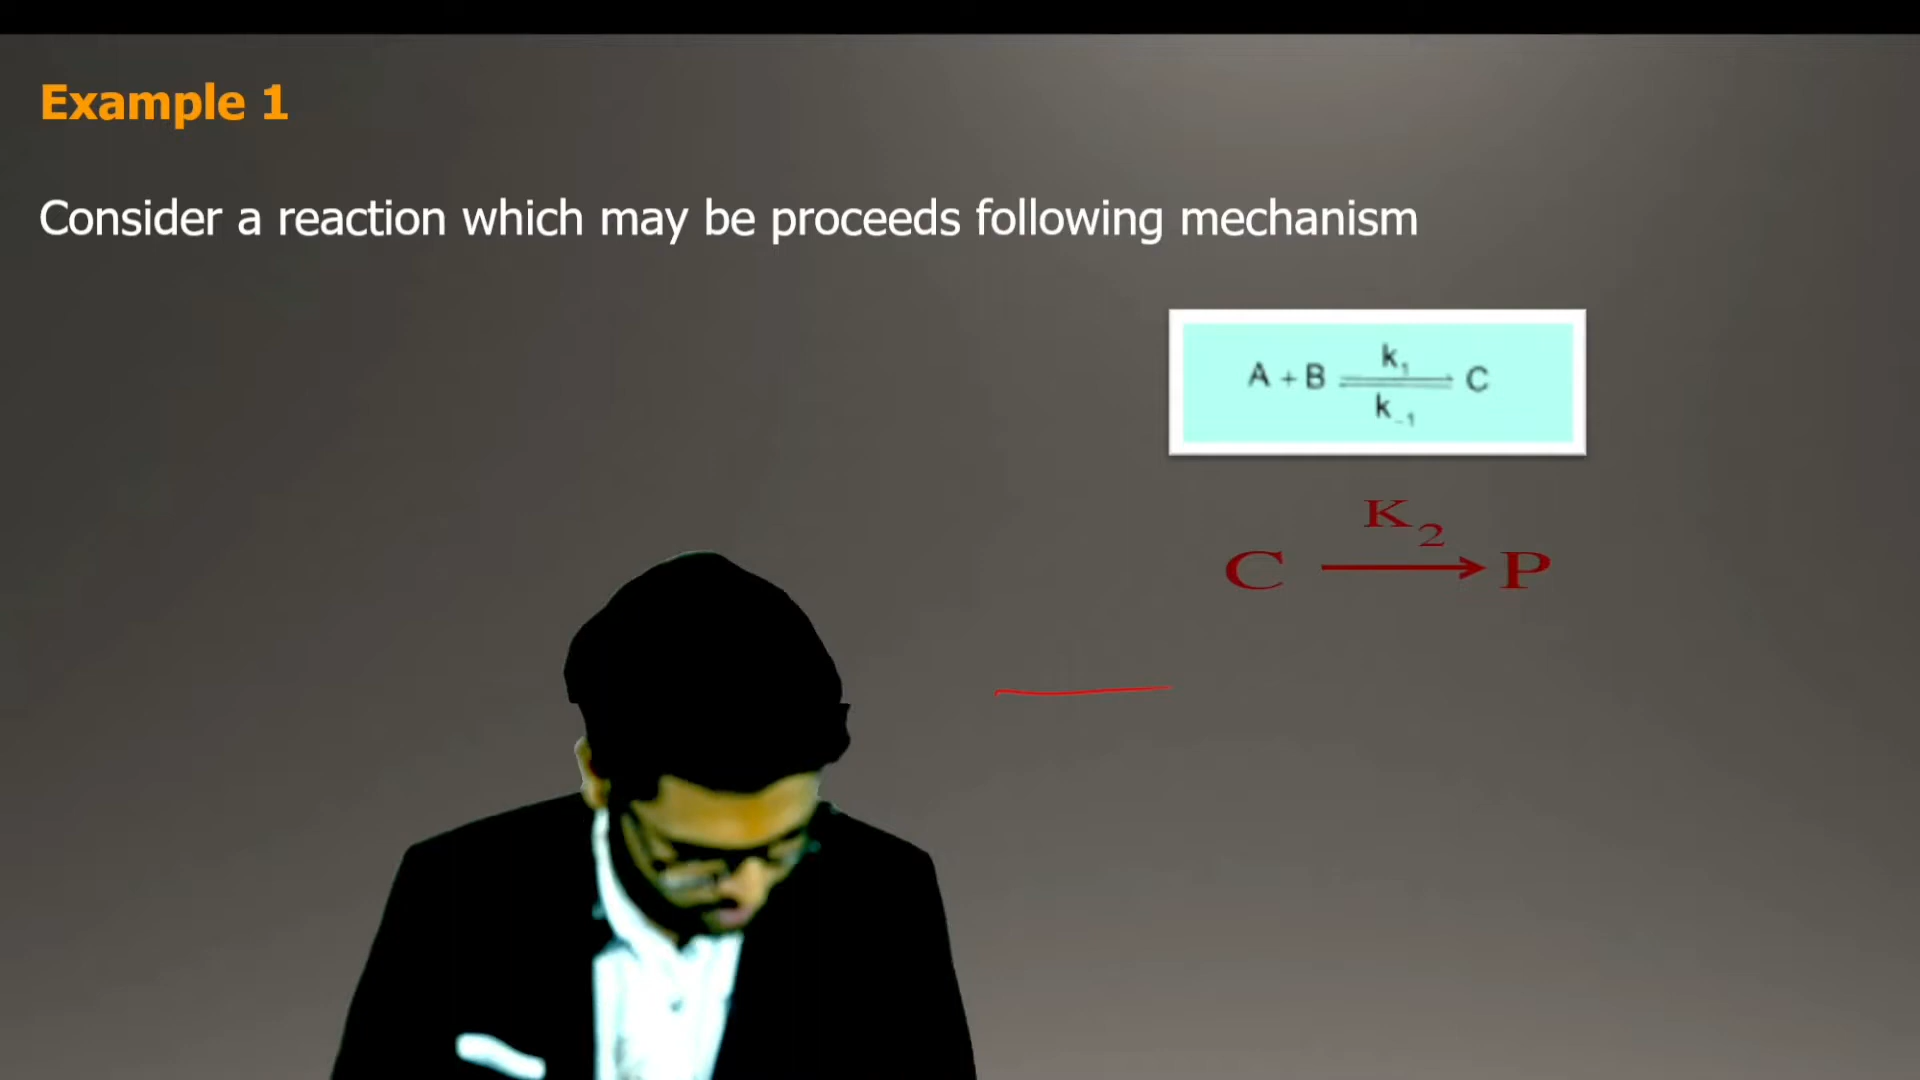 Example 1
Consider a reaction which may be proceeds following mechanism
k₁
A + B ⇌ C
k₋₁
K₂
C → P